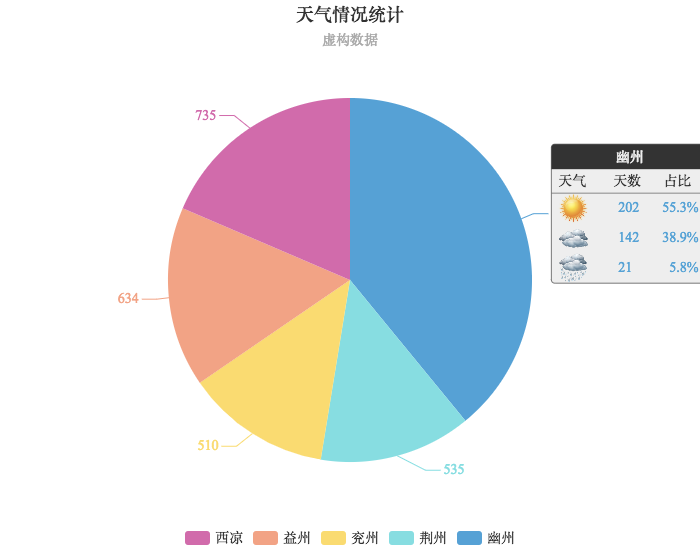 天气情况统计
虚构数据
735
幽州
天气 天数 占比
202 55.3%
142 38.9%
21 5.8%
634
510
535
西凉 益州 兖州 荆州 幽州